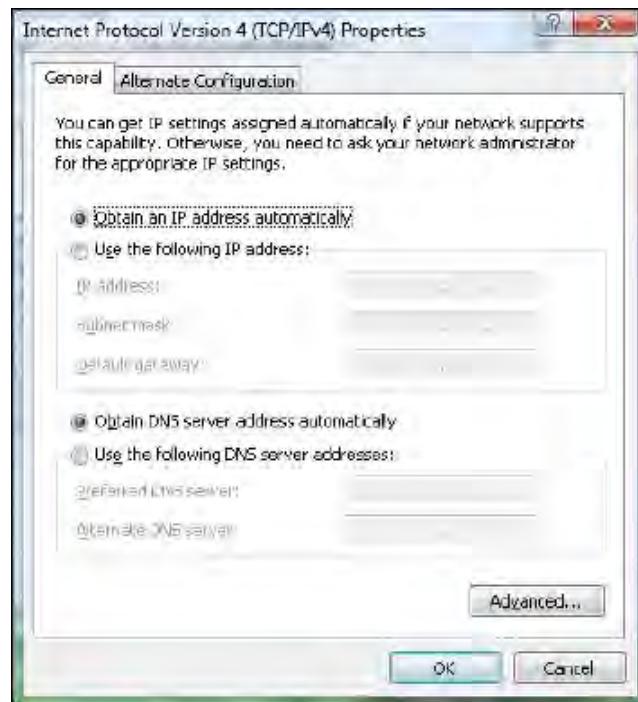 Internet Protocol Version 4 (TCP/IPv4) Properties
General
Alternate Configuration
You can get IP settings assigned automatically if your network supports
this capability. Otherwise, you need to ask your network administrator
for the appropriate IP settings.
Obtain an IP address automatically
Use the following IP address:
IP address:
Subnet mask:
Default gateway:
Obtain DNS server address automatically
Use the following DNS server addresses:
Preferred DNS server:
Alternate DNS server:
Advanced...
OK
Cancel